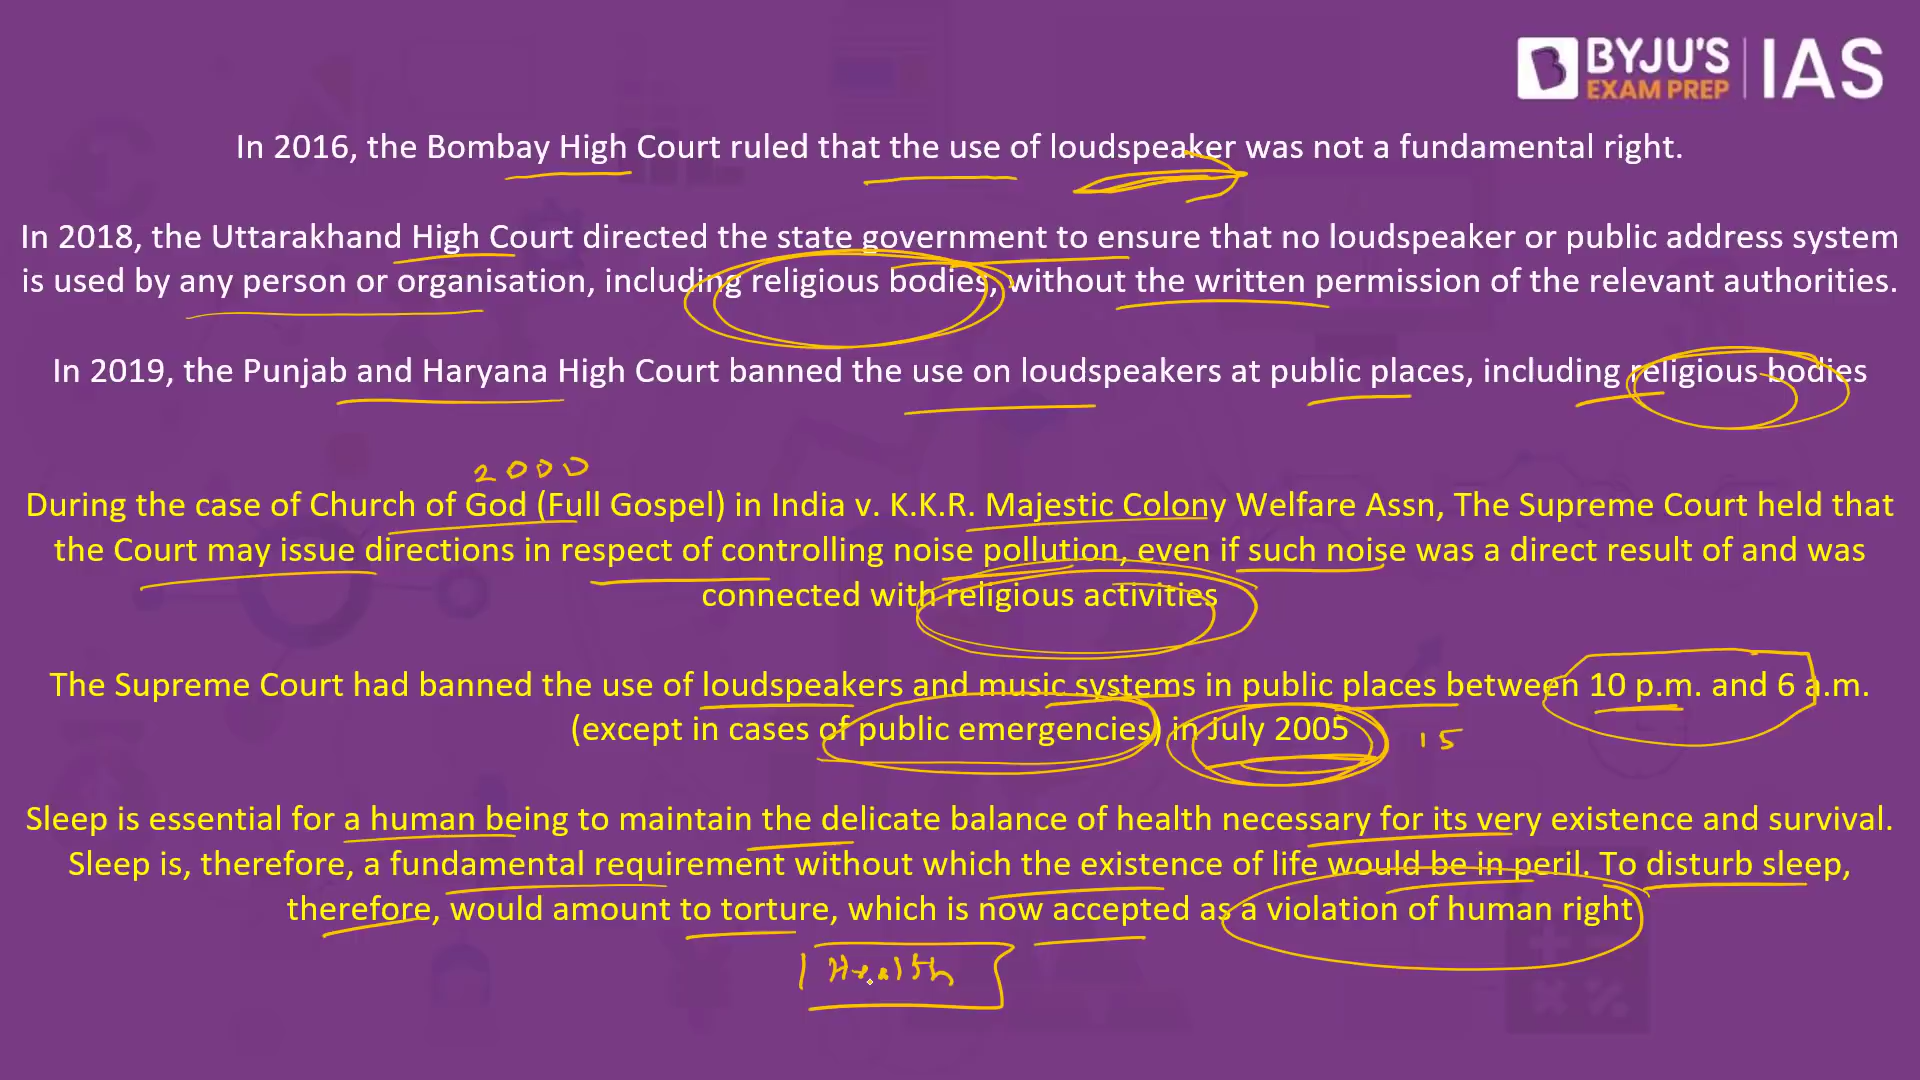 BYJU'S
EXAM PREP
IAS
In 2016, the Bombay High Court ruled that the use of loudspeaker was not a fundamental right.
In 2018, the Uttarakhand High Court directed the state government to ensure that no loudspeaker or public address system
is used by any person or organisation, including religious bodies, without the written permission of the relevant authorities.
In 2019, the Punjab and Haryana High Court banned the use on loudspeakers at public places, including religious bodies
2000
During the case of Church of God (Full Gospel) in India v. K.K.R. Majestic Colony Welfare Assn, The Supreme Court held that
the Court may issue directions in respect of controlling noise pollution, even if such noise was a direct result of and was
connected with religious activities
The Supreme Court had banned the use of loudspeakers and music systems in public places between 10 p.m. and 6 a.m.
(except in cases of public emergencies) in July 2005
15
Sleep is essential for a human being to maintain the delicate balance of health necessary for its very existence and survival.
Sleep is, therefore, a fundamental requirement without which the existence of life would be in peril. To disturb sleep,
therefore, would amount to torture, which is now accepted as a violation of human right
Health